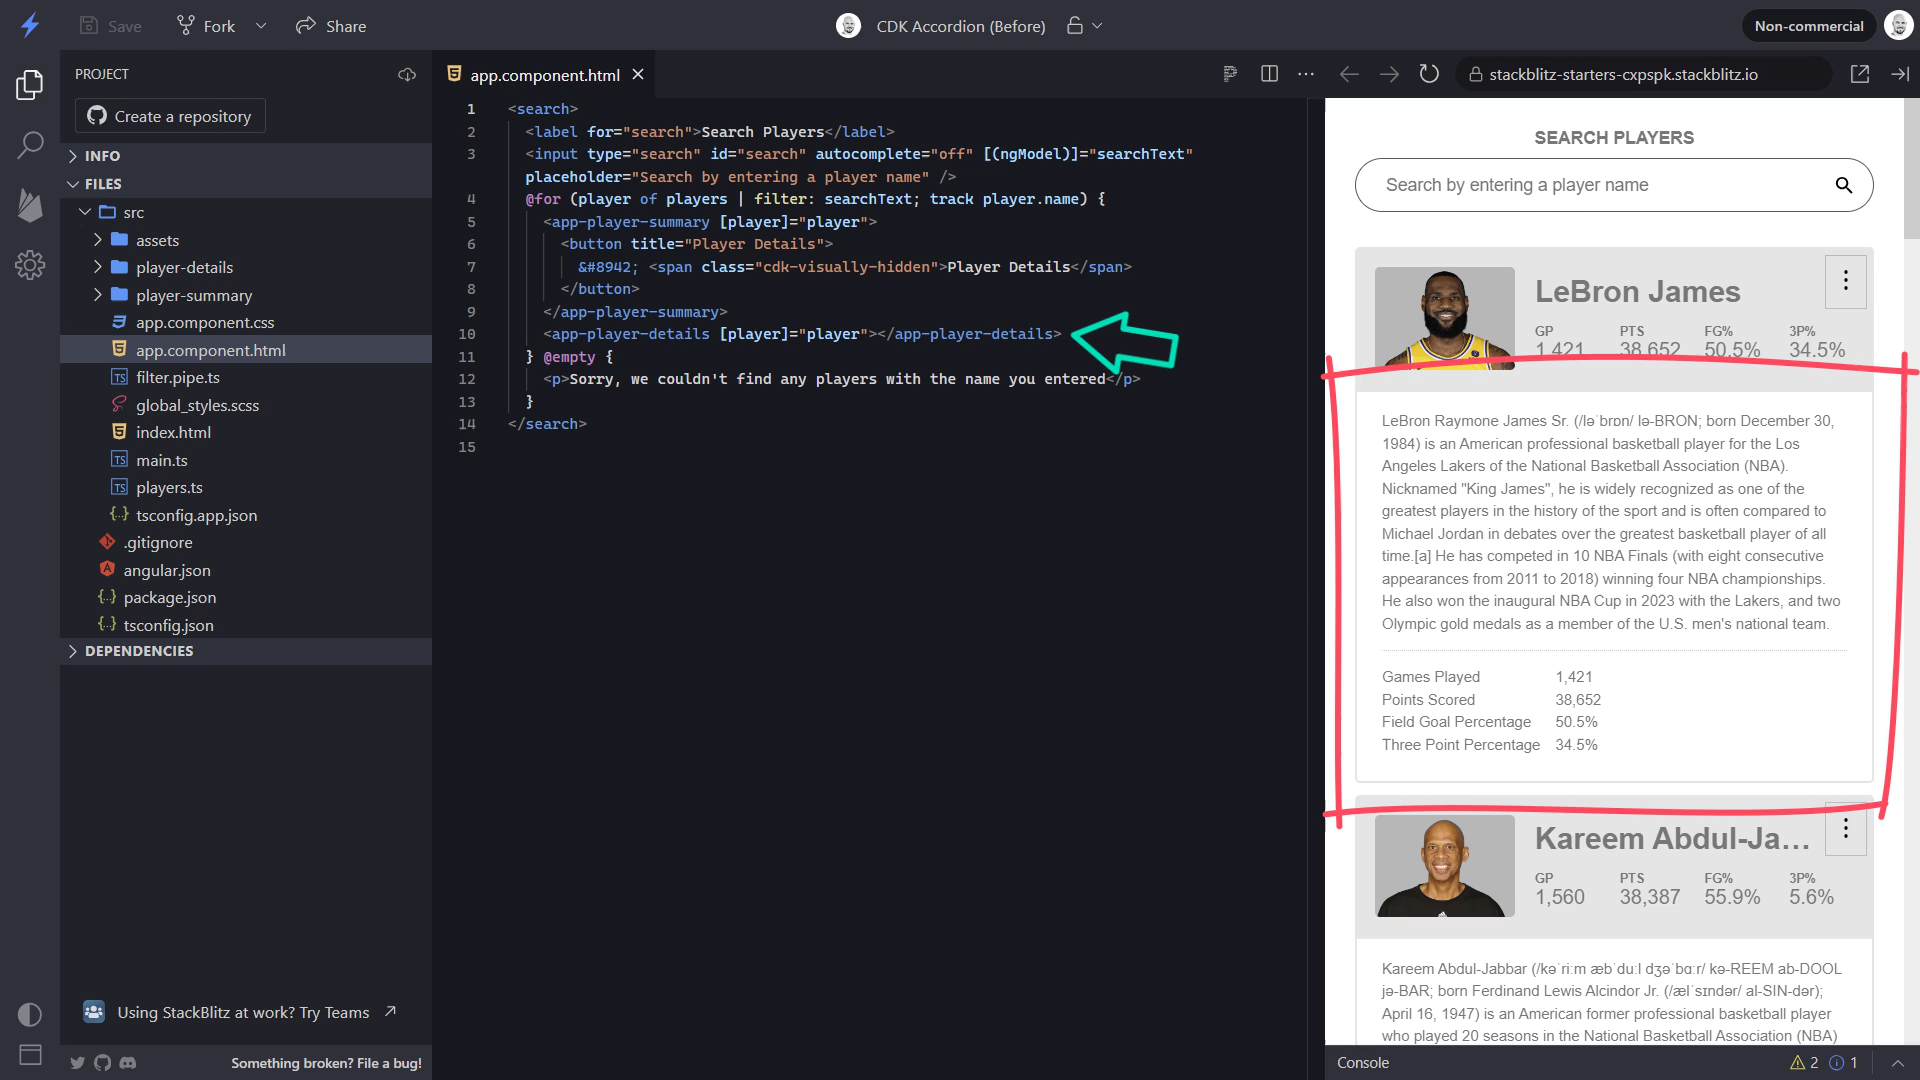 Save
Fork
Share
CDK Accordion (Before)
Non-commercial
PROJECT
Create a repository
INFO
FILES
src
assets
player-details
player-summary
app.component.css
app.component.html
filter.pipe.ts
global_styles.scss
index.html
main.ts
players.ts
tsconfig.app.json
.gitignore
angular.json
package.json
tsconfig.json
DEPENDENCIES
Using StackBlitz at work? Try Teams
Something broken? File a bug!
app.component.html
1 <search>
2 <label for="search">Search Players</label>
3 <input type="search" id="search" autocomplete="off" [(ngModel)]="searchText"
placeholder="Search by entering a player name" />
4 @for (player of players | filter: searchText; track player.name) {
5 <app-player-summary [player]="player">
6 <button title="Player Details">
7 &#8942; <span class="cdk-visually-hidden">Player Details</span>
8 </button>
9 </app-player-summary>
10 <app-player-details [player]="player"></app-player-details>
11 } @empty {
12 <p>Sorry, we couldn't find any players with the name you entered</p>
13 }
14 </search>
15
stackblitz-starters-cxpspk.stackblitz.io
SEARCH PLAYERS
Search by entering a player name
LeBron James
GP PTS FG% 3P%
1,421 38,652 50.5% 34.5%
LeBron Raymone James Sr. (/ləˈbrɒn/ lə-BRON; born December 30,
1984) is an American professional basketball player for the Los
Angeles Lakers of the National Basketball Association (NBA).
Nicknamed "King James", he is widely recognized as one of the
greatest players in the history of the sport and is often compared to
Michael Jordan in debates over the greatest basketball player of all
time.[a] He has competed in 10 NBA Finals (with eight consecutive
appearances from 2011 to 2018) winning four NBA championships.
He also won the inaugural NBA Cup in 2023 with the Lakers, and two
Olympic gold medals as a member of the U.S. men's national team.
Games Played 1,421
Points Scored 38,652
Field Goal Percentage 50.5%
Three Point Percentage 34.5%
Kareem Abdul-Ja...
GP PTS FG% 3P%
1,560 38,387 55.9% 5.6%
Kareem Abdul-Jabbar (/kəˈriːm æbˈduːl dʒəˈbɑːr/ kə-REEM ab-DOOL
jə-BAR; born Ferdinand Lewis Alcindor Jr. (/ælˈsɪndər/ al-SIN-dər);
April 16, 1947) is an American former professional basketball player
who played 20 seasons in the National Basketball Association (NBA)
Console
2
1